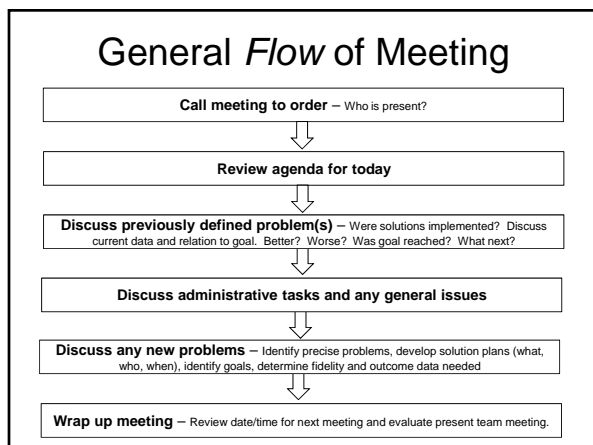 General Flow of Meeting
Call meeting to order – Who is present?
Review agenda for today
Discuss previously defined problem(s) – Were solutions implemented? Discuss
current data and relation to goal. Better? Worse? Was goal reached? What next?
Discuss administrative tasks and any general issues
Discuss any new problems – Identify precise problems, develop solution plans (what,
who, when), identify goals, determine fidelity and outcome data needed
Wrap up meeting – Review date/time for next meeting and evaluate present team meeting.